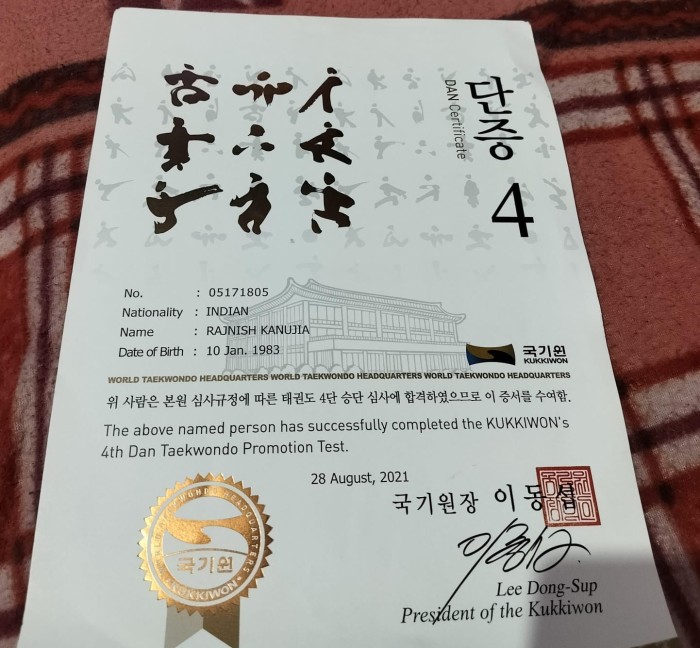 단증
DAN Certificate
4
No. : 05171805
Nationality : INDIAN
Name : RAJNISH KANUJIA
Date of Birth : 10 Jan. 1983
국기원
KUKKIWON
WORLD TAEKWONDO HEADQUARTERS WORLD TAEKWONDO HEADQUARTERS WORLD TAEKWONDO HEADQUARTERS
위 사람은 본원 심사규정에 따른 태권도 4단 승단 심사에 합격하였으므로 이 증서를 수여함.
The above named person has successfully completed the KUKKIWON's
4th Dan Taekwondo Promotion Test.
28 August, 2021
국기원장 이동섭
Lee Dong-Sup
President of the Kukkiwon
WORLD TAEKWONDO HEADQUARTERS
국기원
KUKKIWON